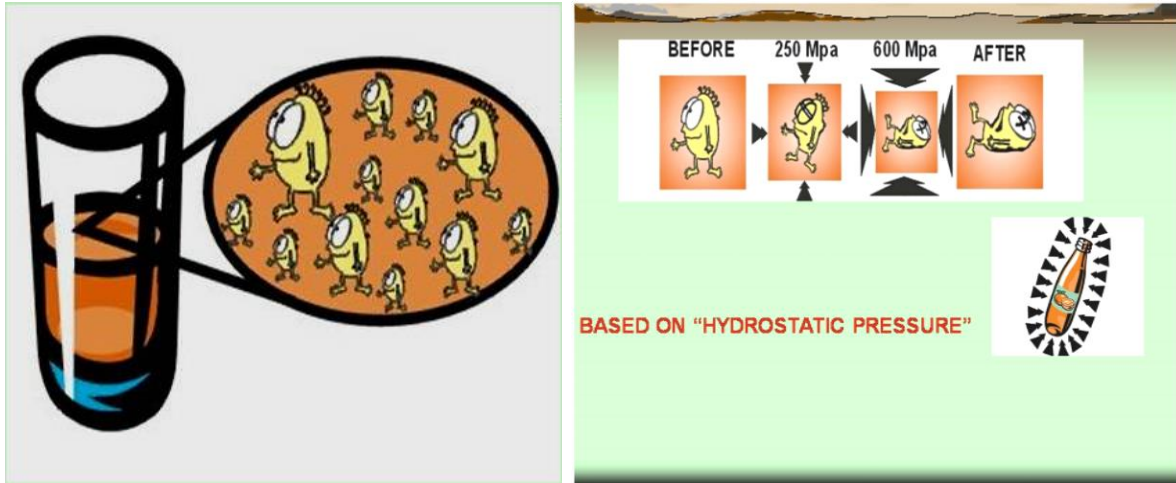 BEFORE 250 Mpa 600 Mpa AFTER
BASED ON “HYDROSTATIC PRESSURE”